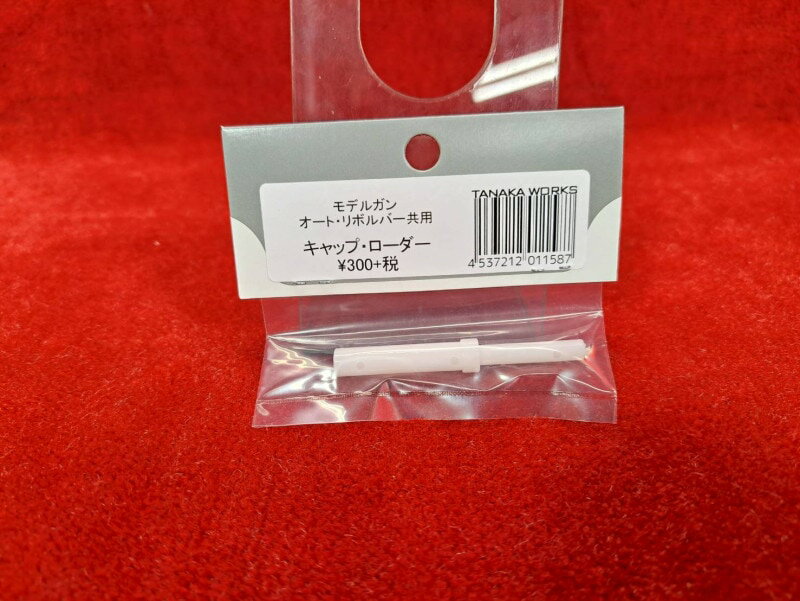 モデルガン
オート・リボルバー共用
キャップ・ローダー
¥300+税
TANAKA WORKS
4 537212 011587